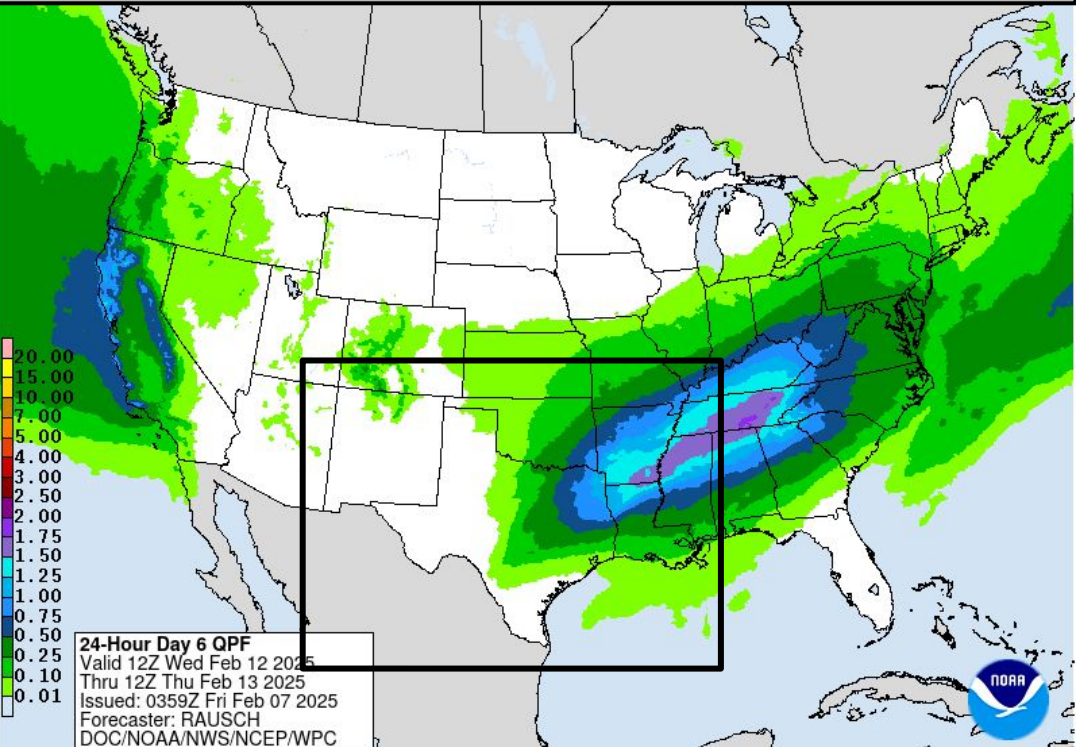 20.00
15.00
10.00
7.00
5.00
4.00
3.00
2.50
2.00
1.75
1.50
1.25
1.00
0.75
0.50
0.25
0.10
0.01
24-Hour Day 6 QPF
Valid 12Z Wed Feb 12 2025
Thru 12Z Thu Feb 13 2025
Issued: 0359Z Fri Feb 07 2025
Forecaster: RAUSCH
DOC/NOAA/NWS/NCEP/WPC
NOAA